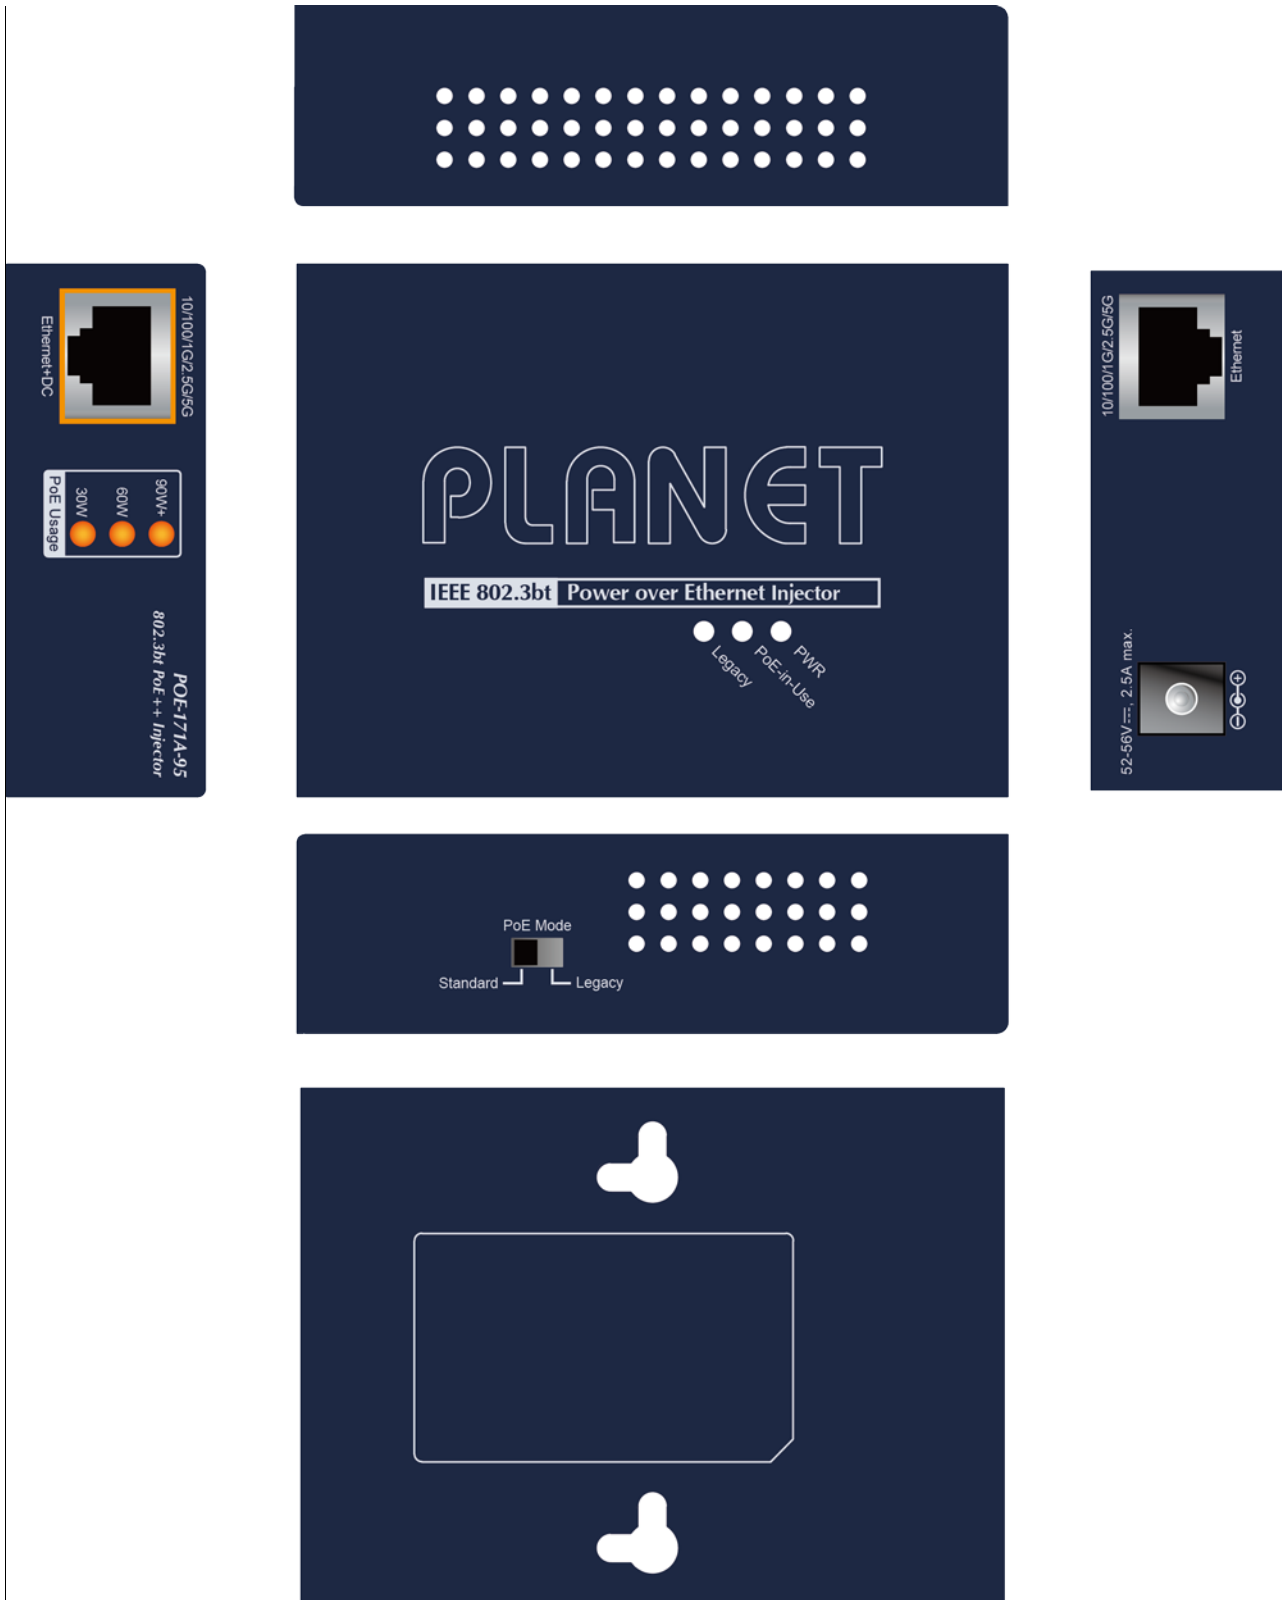 10/100/1G/2.5G/5G
Ethernet+DC
90W+
60W
30W
PoE Usage
POE-171A-95
802.3bt PoE++ Injector
PLANET
IEEE 802.3bt Power over Ethernet Injector
Legacy
PoE-in-Use
PWR
10/100/1G/2.5G/5G
Ethernet
52-56V⎓, 2.5A max.
PoE Mode
Standard
Legacy